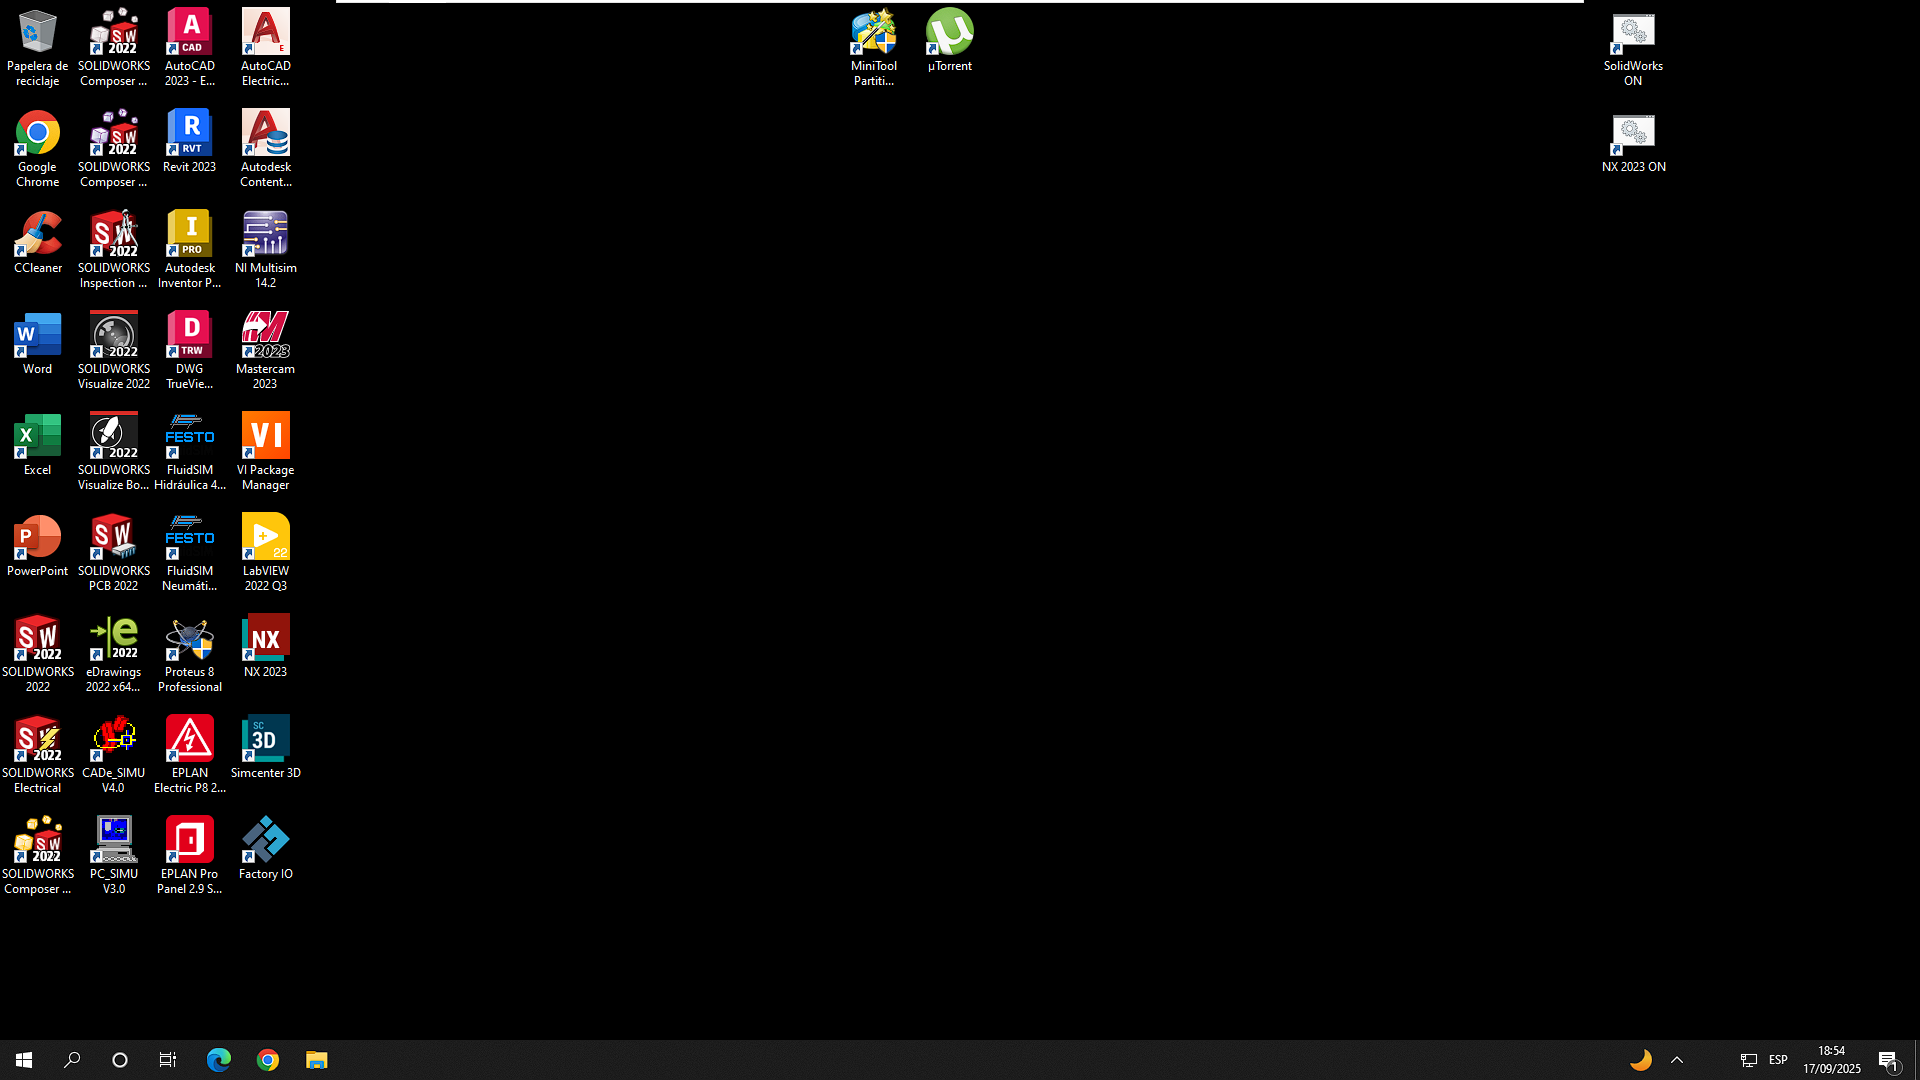 Papelera de
reciclaje
SOLIDWORKS
Composer ...
AutoCAD
2023 - E...
AutoCAD
Electric...
MiniTool
Partiti...
µTorrent
SolidWorks
ON
Google
Chrome
SOLIDWORKS
Composer ...
Revit 2023
Autodesk
Content...
NX 2023 ON
CCleaner
SOLIDWORKS
Inspection ...
Autodesk
Inventor P...
NI Multisim
14.2
Word
SOLIDWORKS
Visualize 2022
DWG
TrueVie...
Mastercam
2023
Excel
SOLIDWORKS
Visualize Bo...
FluidSIM
Hidráulica 4...
VI Package
Manager
PowerPoint
SOLIDWORKS
PCB 2022
FluidSIM
Neumáti...
LabVIEW
2022 Q3
SOLIDWORKS
2022
eDrawings
2022 x64...
Proteus 8
Professional
NX 2023
SOLIDWORKS
Electrical
CADe_SIMU
V4.0
EPLAN
Electric P8 2...
Simcenter 3D
SOLIDWORKS
Composer ...
PC_SIMU
V3.0
EPLAN Pro
Panel 2.9 S...
Factory IO
ESP
18:54
17/09/2025
1